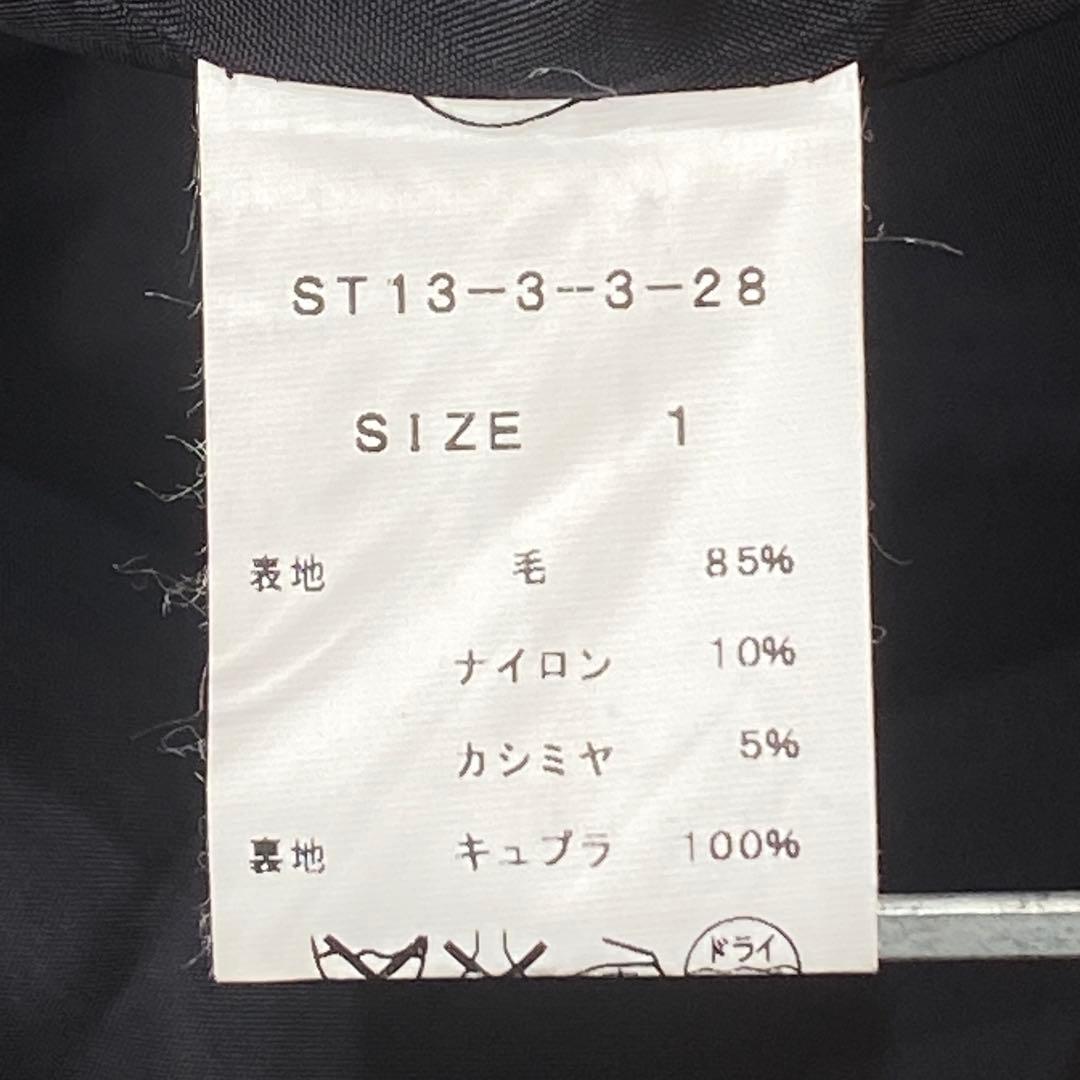 ST13-3-3-28
SIZE 1
表地 毛 85%
ナイロン 10%
カシミヤ 5%
裏地 キュプラ 100%
ドライ